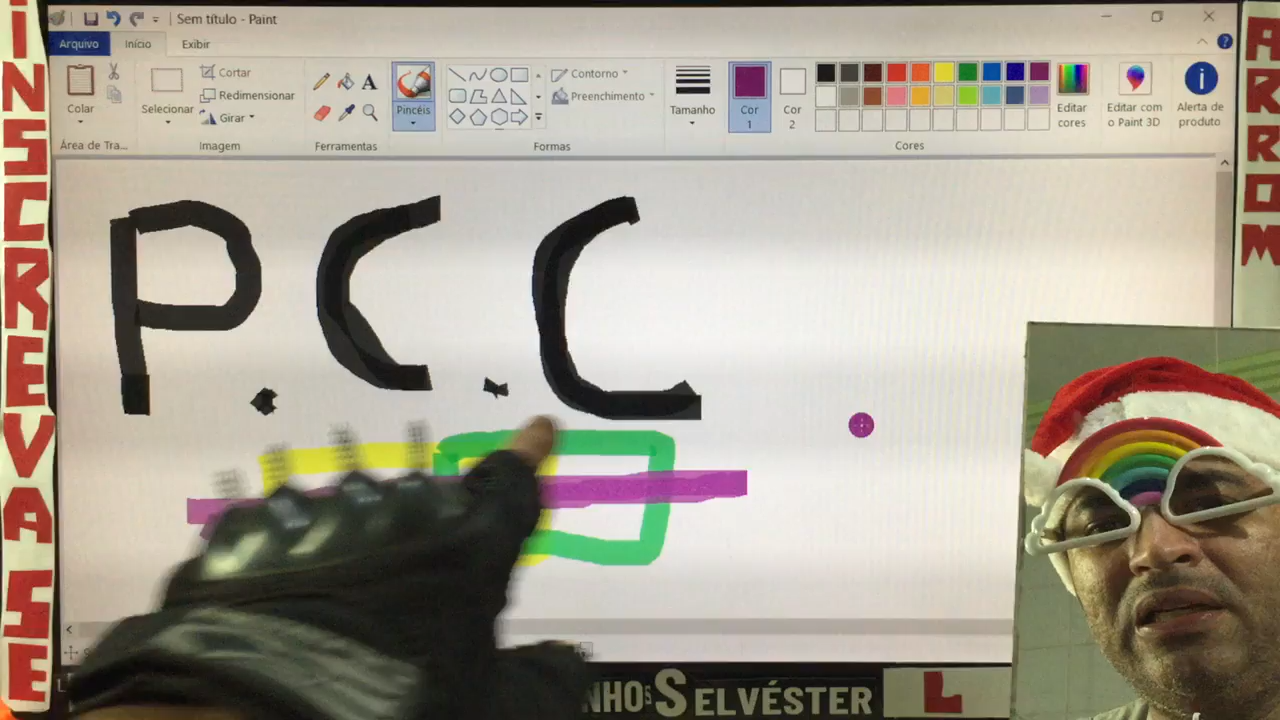 INSCREVA SE
Sem título - Paint
Arquivo
Início
Exibir
Colar
Área de Tra...
Selecionar
Cortar
Redimensionar
Girar
Imagem
A
Pincéis
Ferramentas
Contorno
Preenchimento
Formas
Tamanho
Cor 1
Cor 2
Editar cores
Editar com o Paint 3D
Alerta de produto
Cores
P.C.C
ARROM
SELVÉSTER